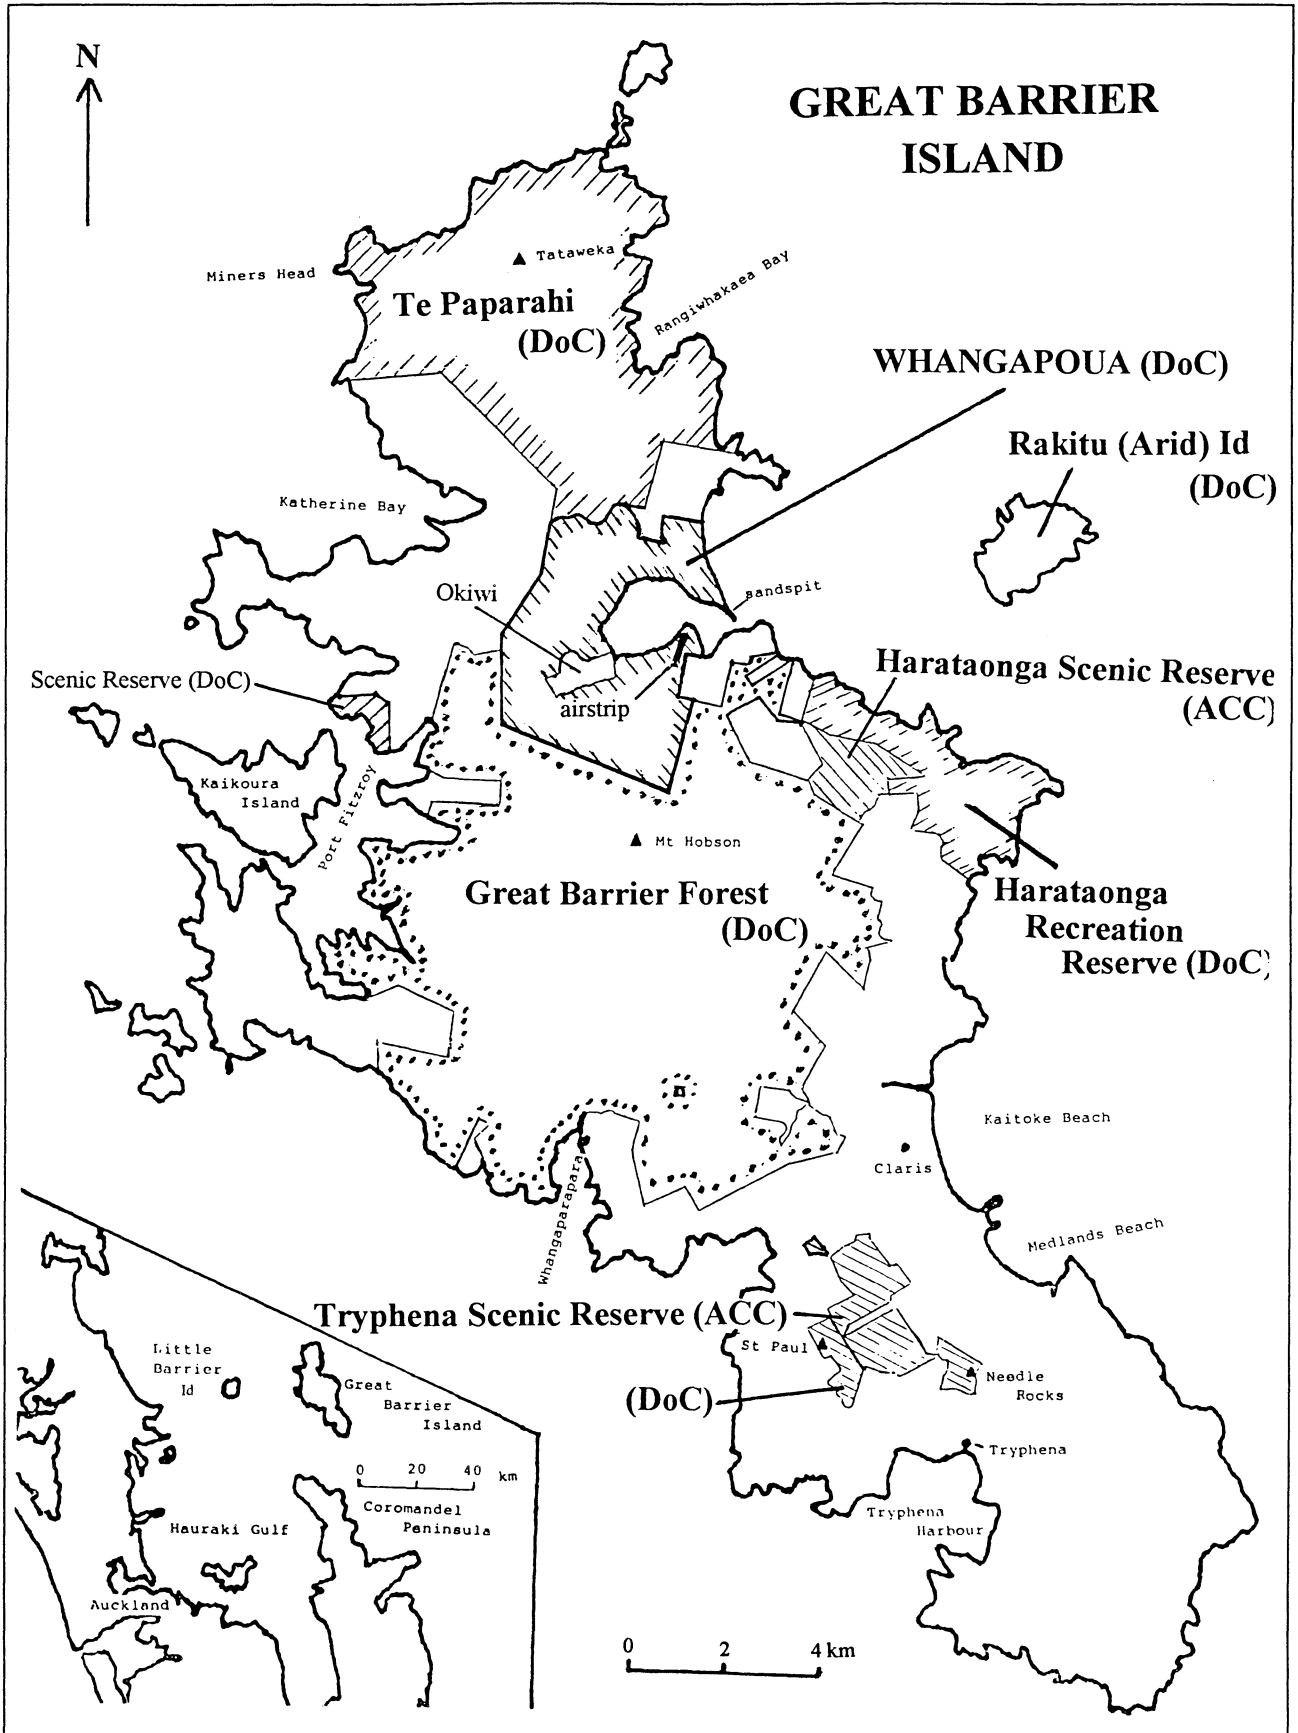 N
GREAT BARRIER
ISLAND
Tataweka
Miners Head
Rangiwhakaea Bay
Te Paparahi
(DoC)
WHANGAPOUA (DoC)
Rakitu (Arid) Id
(DoC)
Katherine Bay
Okiwi
sandspit
Scenic Reserve (DoC)
Harataonga Scenic Reserve
(ACC)
airstrip
Kaikoura
Island
Port Fitzroy
Mt Hobson
Great Barrier Forest
(DoC)
Harataonga
Recreation
Reserve (DoC)
Kaitoke Beach
Claris
Whangaparapara
Medlands Beach
Tryphena Scenic Reserve (ACC)
St Paul
(DoC)
Needle
Rocks
Tryphena
Tryphena
Harbour
Little
Barrier
Id
Great
Barrier
Island
0 20 40 km
Coromandel
Peninsula
Hauraki Gulf
Auckland
0 2 4 km